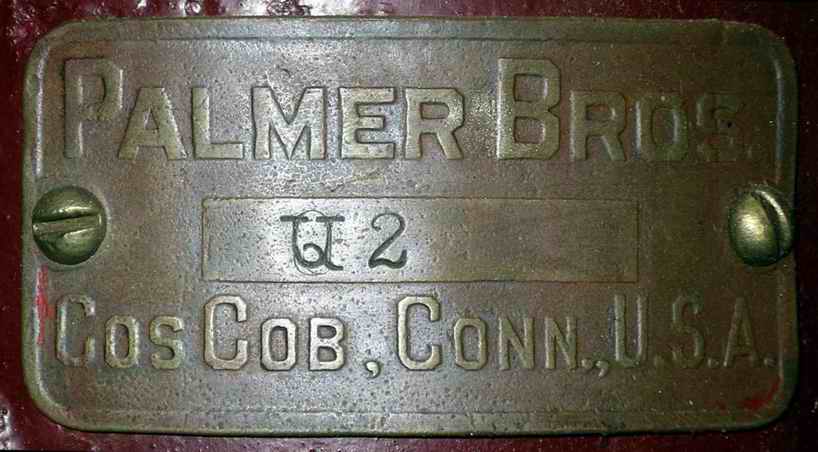 PALMER BROS.
2
COS COB, CONN., U.S.A.